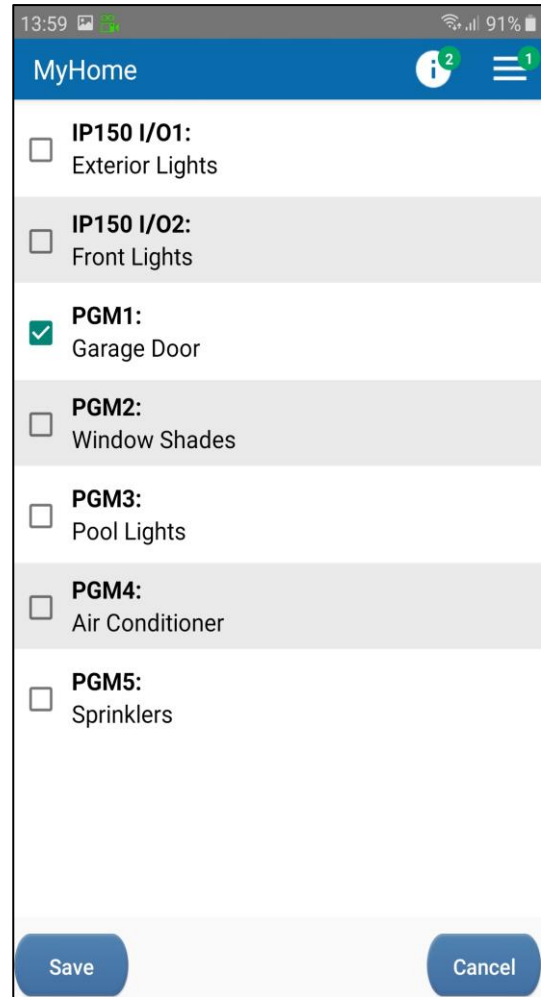 13:59 91%
MyHome i 2 1
IP150 I/O1:
Exterior Lights
IP150 I/O2:
Front Lights
PGM1:
Garage Door
PGM2:
Window Shades
PGM3:
Pool Lights
PGM4:
Air Conditioner
PGM5:
Sprinklers
Save Cancel